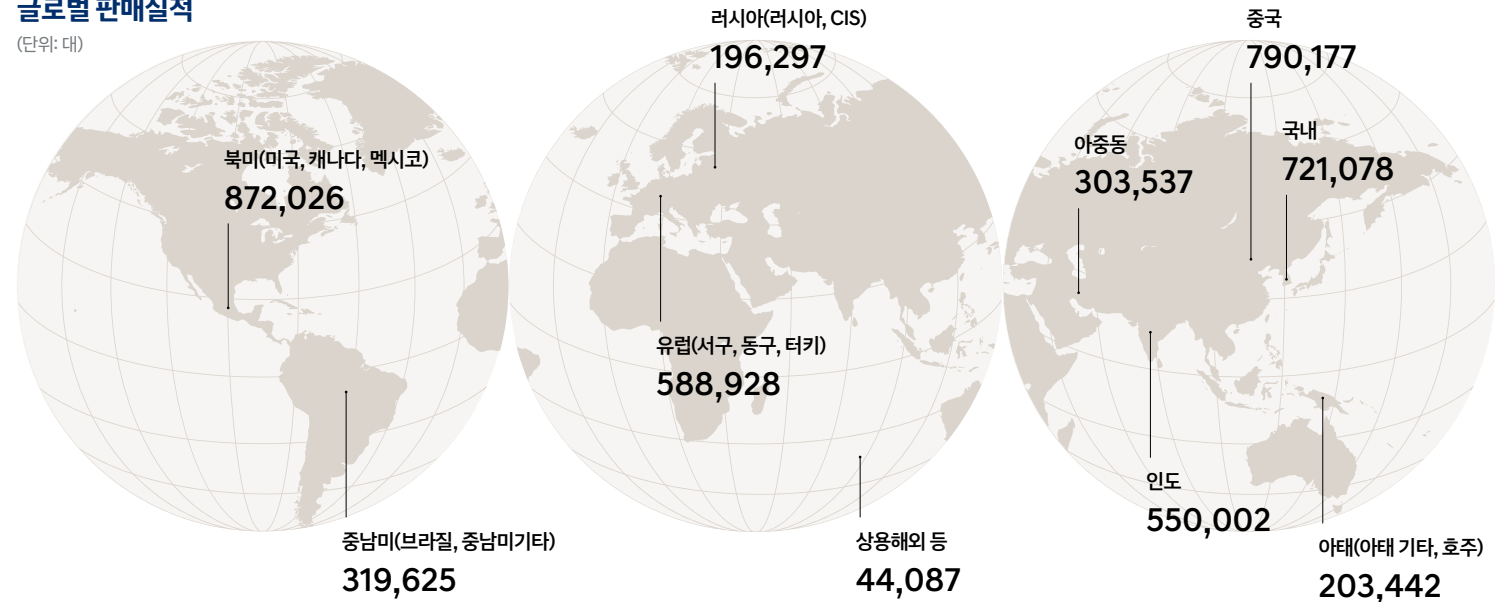 글로벌 판매실적
(단위: 대)
북미(미국, 캐나다, 멕시코)
872,026
중남미(브라질, 중남미기타)
319,625
러시아(러시아, CIS)
196,297
유럽(서구, 동구, 터키)
588,928
상용해외 등
44,087
중국
790,177
국내
721,078
아중동
303,537
인도
550,002
아태(아태 기타, 호주)
203,442